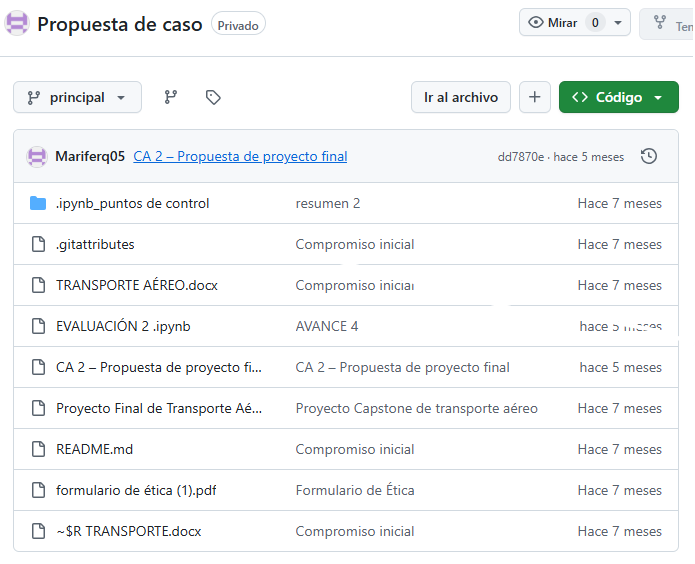 Propuesta de caso Privado Mirar 0
principal Ir al archivo Código
Mariferq05 CA 2 – Propuesta de proyecto final dd7870e · hace 5 meses
.ipynb_puntos de control resumen 2 Hace 7 meses
.gitattributes Compromiso inicial Hace 7 meses
TRANSPORTE AÉREO.docx Compromiso inicial Hace 7 meses
EVALUACIÓN 2 .ipynb AVANCE 4 hace 5 meses
CA 2 – Propuesta de proyecto fi... CA 2 – Propuesta de proyecto final hace 5 meses
Proyecto Final de Transporte Aé... Proyecto Capstone de transporte aéreo Hace 7 meses
README.md Compromiso inicial Hace 7 meses
formulario de ética (1).pdf Formulario de Ética Hace 7 meses
~$R TRANSPORTE.docx Compromiso inicial Hace 7 meses